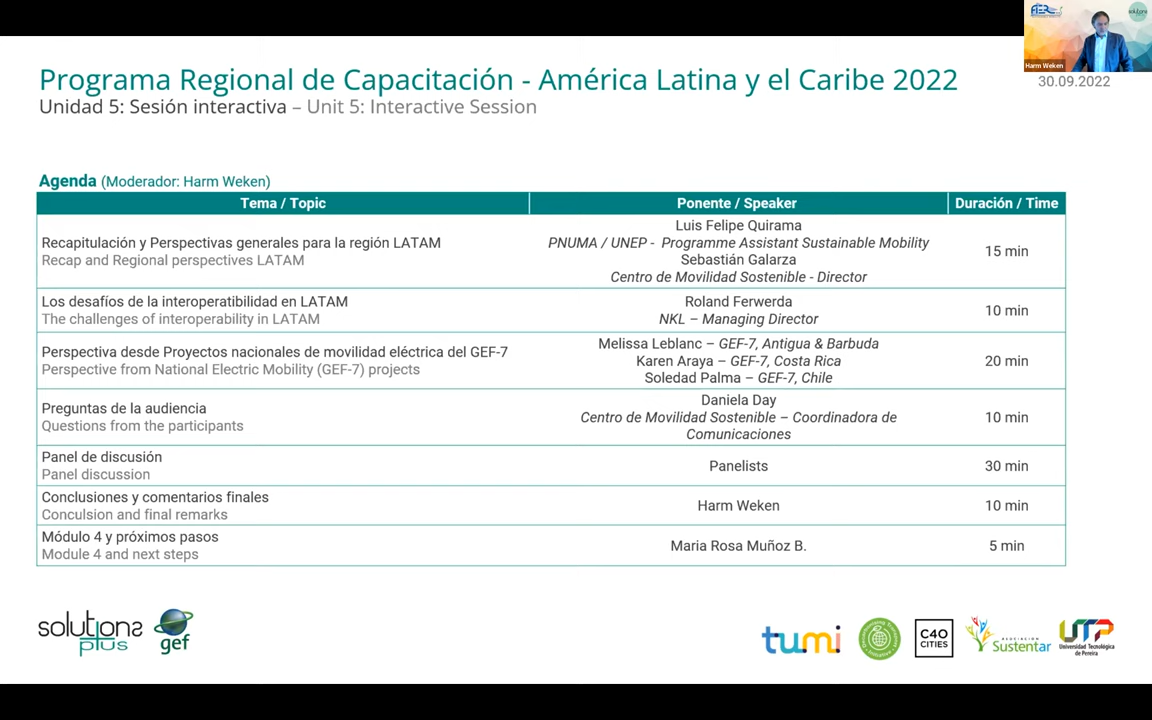 FIER
solutions
Harm Weken
30.09.2022
Programa Regional de Capacitación - América Latina y el Caribe 2022
Unidad 5: Sesión interactiva – Unit 5: Interactive Session
Agenda (Moderador: Harm Weken)
Tema / Topic
Ponente / Speaker
Duración / Time
Recapitulación y Perspectivas generales para la región LATAM
Recap and Regional perspectives LATAM
Luis Felipe Quirama
PNUMA / UNEP - Programme Assistant Sustainable Mobility
Sebastián Galarza
Centro de Movilidad Sostenible - Director
15 min
Los desafíos de la interoperatibilidad en LATAM
The challenges of interoperability in LATAM
Roland Ferwerda
NKL – Managing Director
10 min
Perspectiva desde Proyectos nacionales de movilidad eléctrica del GEF-7
Perspective from National Electric Mobility (GEF-7) projects
Melissa Leblanc – GEF-7, Antigua & Barbuda
Karen Araya – GEF-7, Costa Rica
Soledad Palma – GEF-7, Chile
20 min
Preguntas de la audiencia
Questions from the participants
Daniela Day
Centro de Movilidad Sostenible – Coordinadora de
Comunicaciones
10 min
Panel de discusión
Panel discussion
Panelists
30 min
Conclusiones y comentarios finales
Conculsion and final remarks
Harm Weken
10 min
Módulo 4 y próximos pasos
Module 4 and next steps
Maria Rosa Muñoz B.
5 min
solutions
plus
gef
tumi
C40
CITIES
ASOCIACIÓN
Sustentar
UTP
Universidad Tecnológica
de Pereira